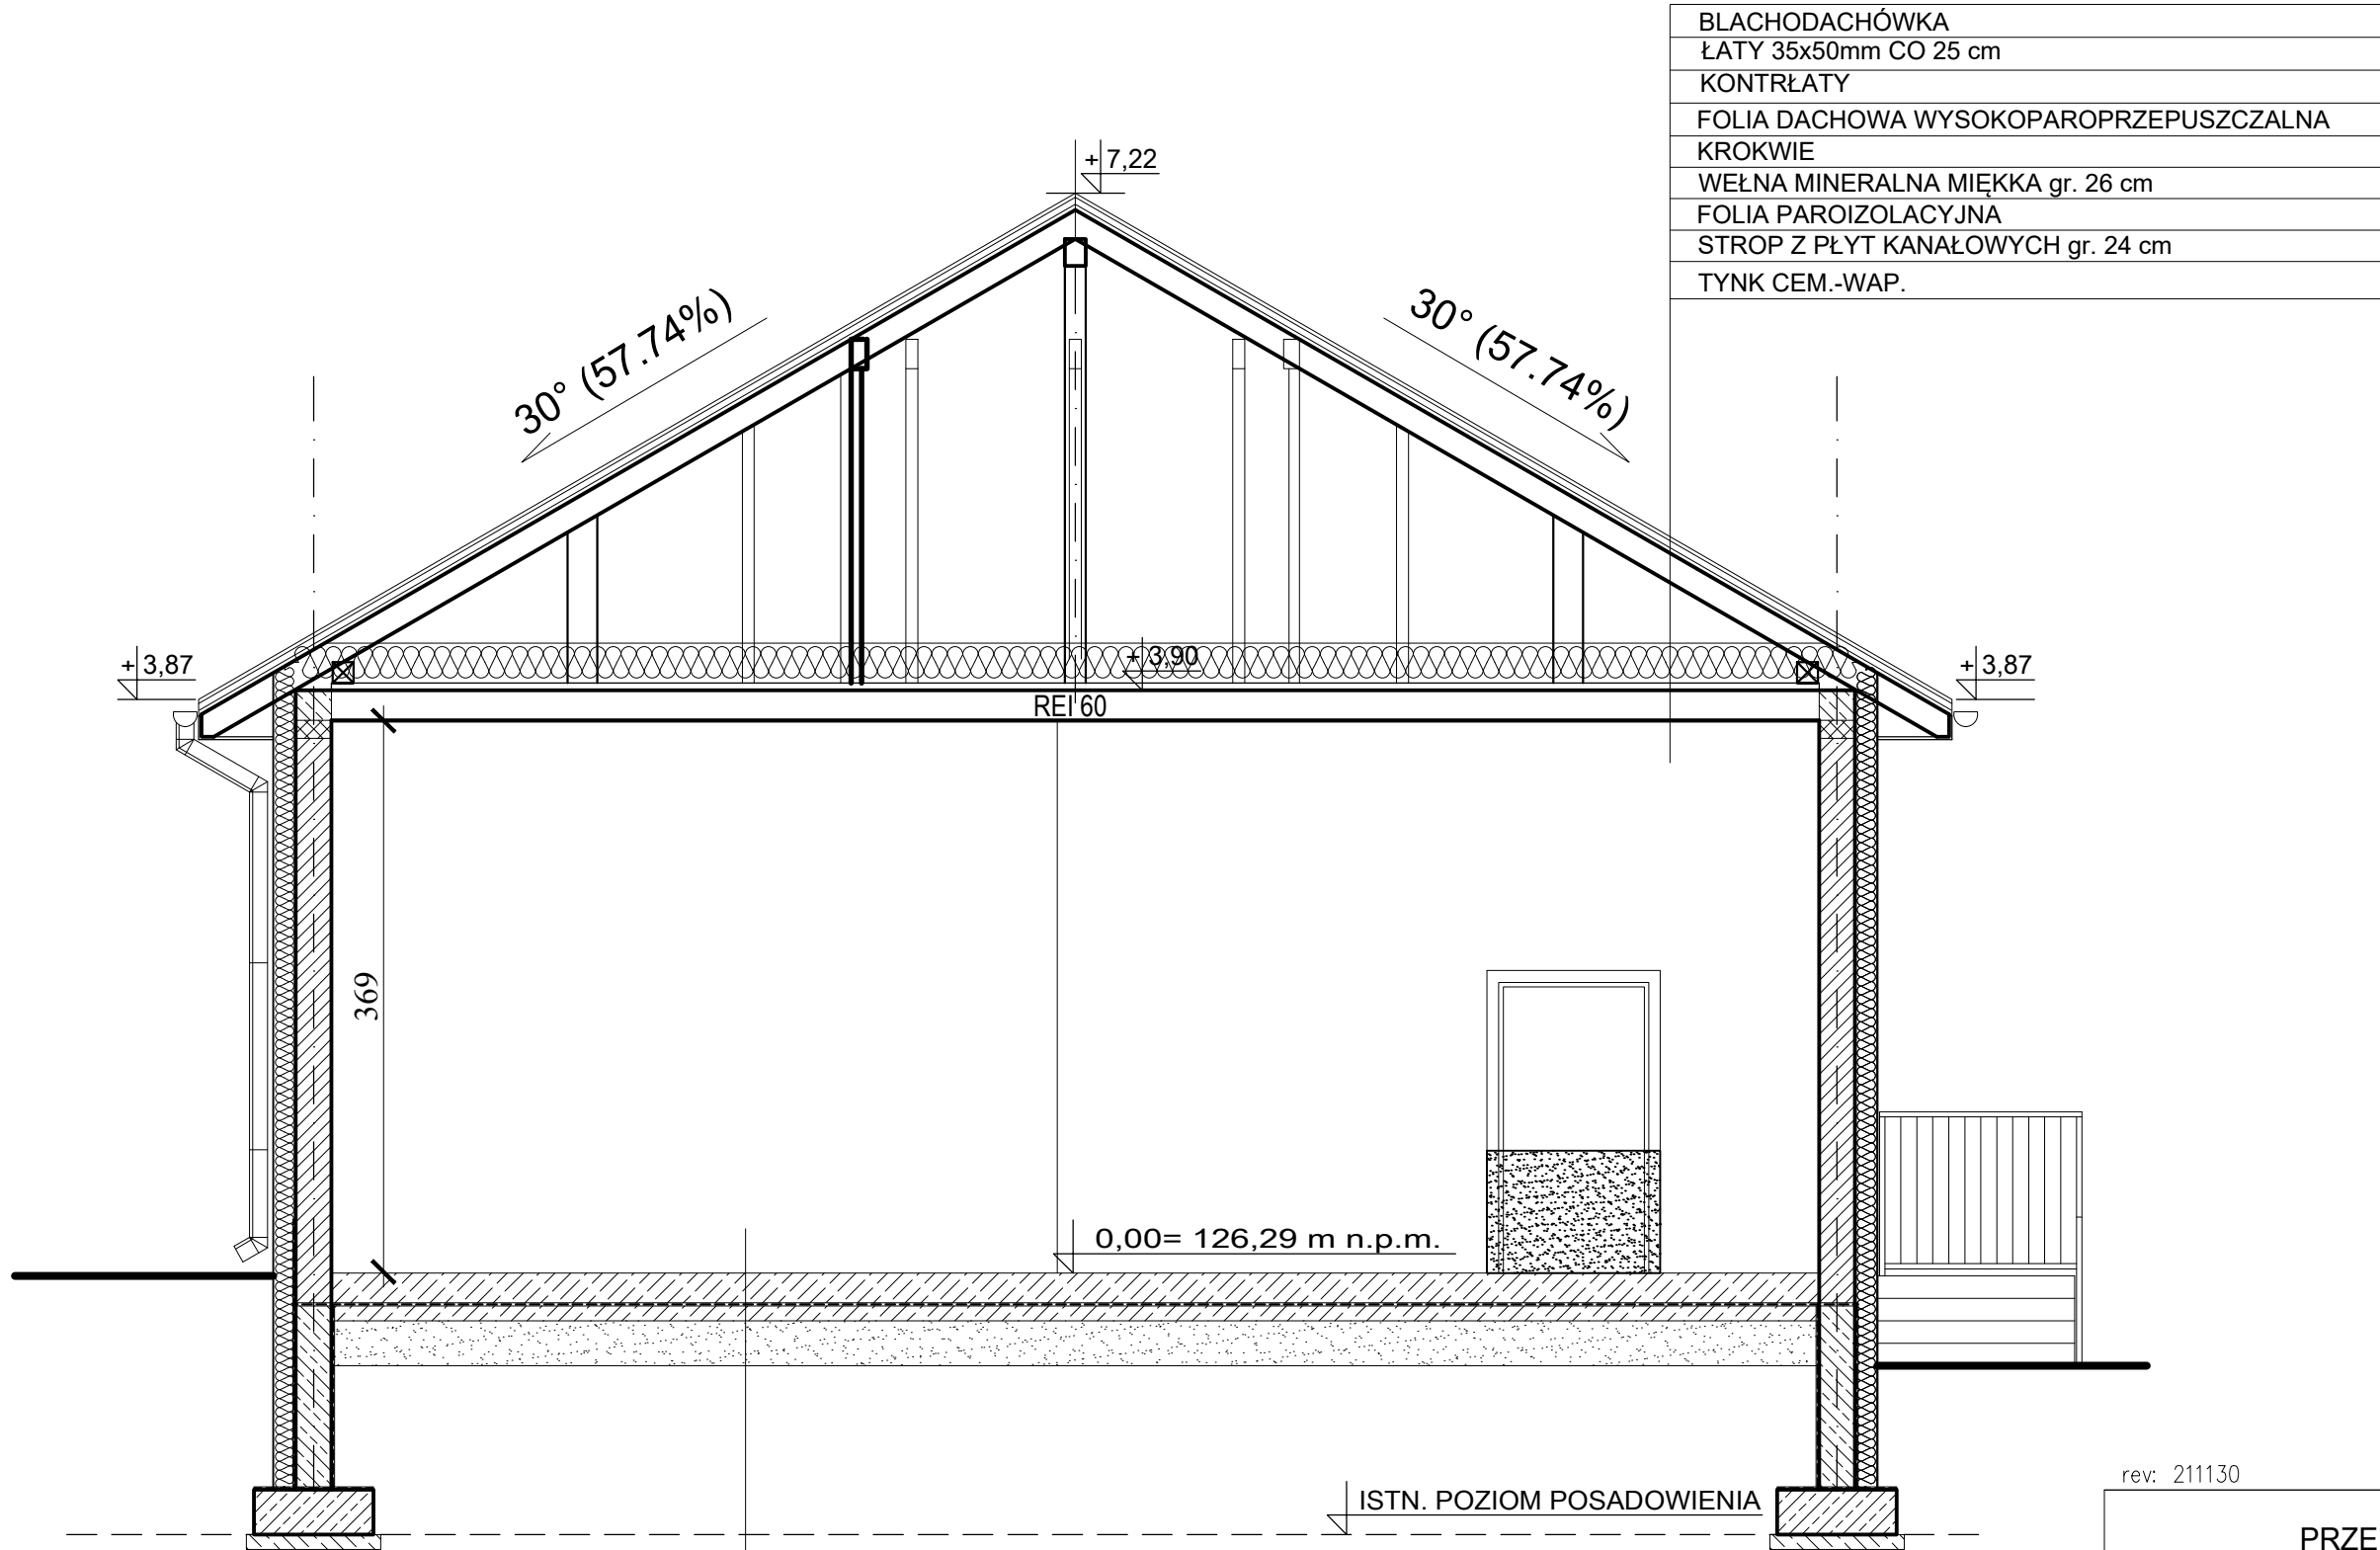 BLACHODACHÓWKA
ŁATY 35x50mm CO 25 cm
KONTRŁATY
FOLIA DACHOWA WYSOKOPAROPRZEPUSZCZALNA
KROKWIE
WEŁNA MINERALNA MIĘKKA gr. 26 cm
FOLIA PAROIZOLACYJNA
STROP Z PŁYT KANAŁOWYCH gr. 24 cm
TYNK CEM.-WAP.
+ 7,22
30° (57.74%)
30° (57.74%)
+ 3,87
+ 3,90
+ 3,87
REI 60
369
0,00= 126,29 m n.p.m.
ISTN. POZIOM POSADOWIENIA
rev: 211130
PRZE